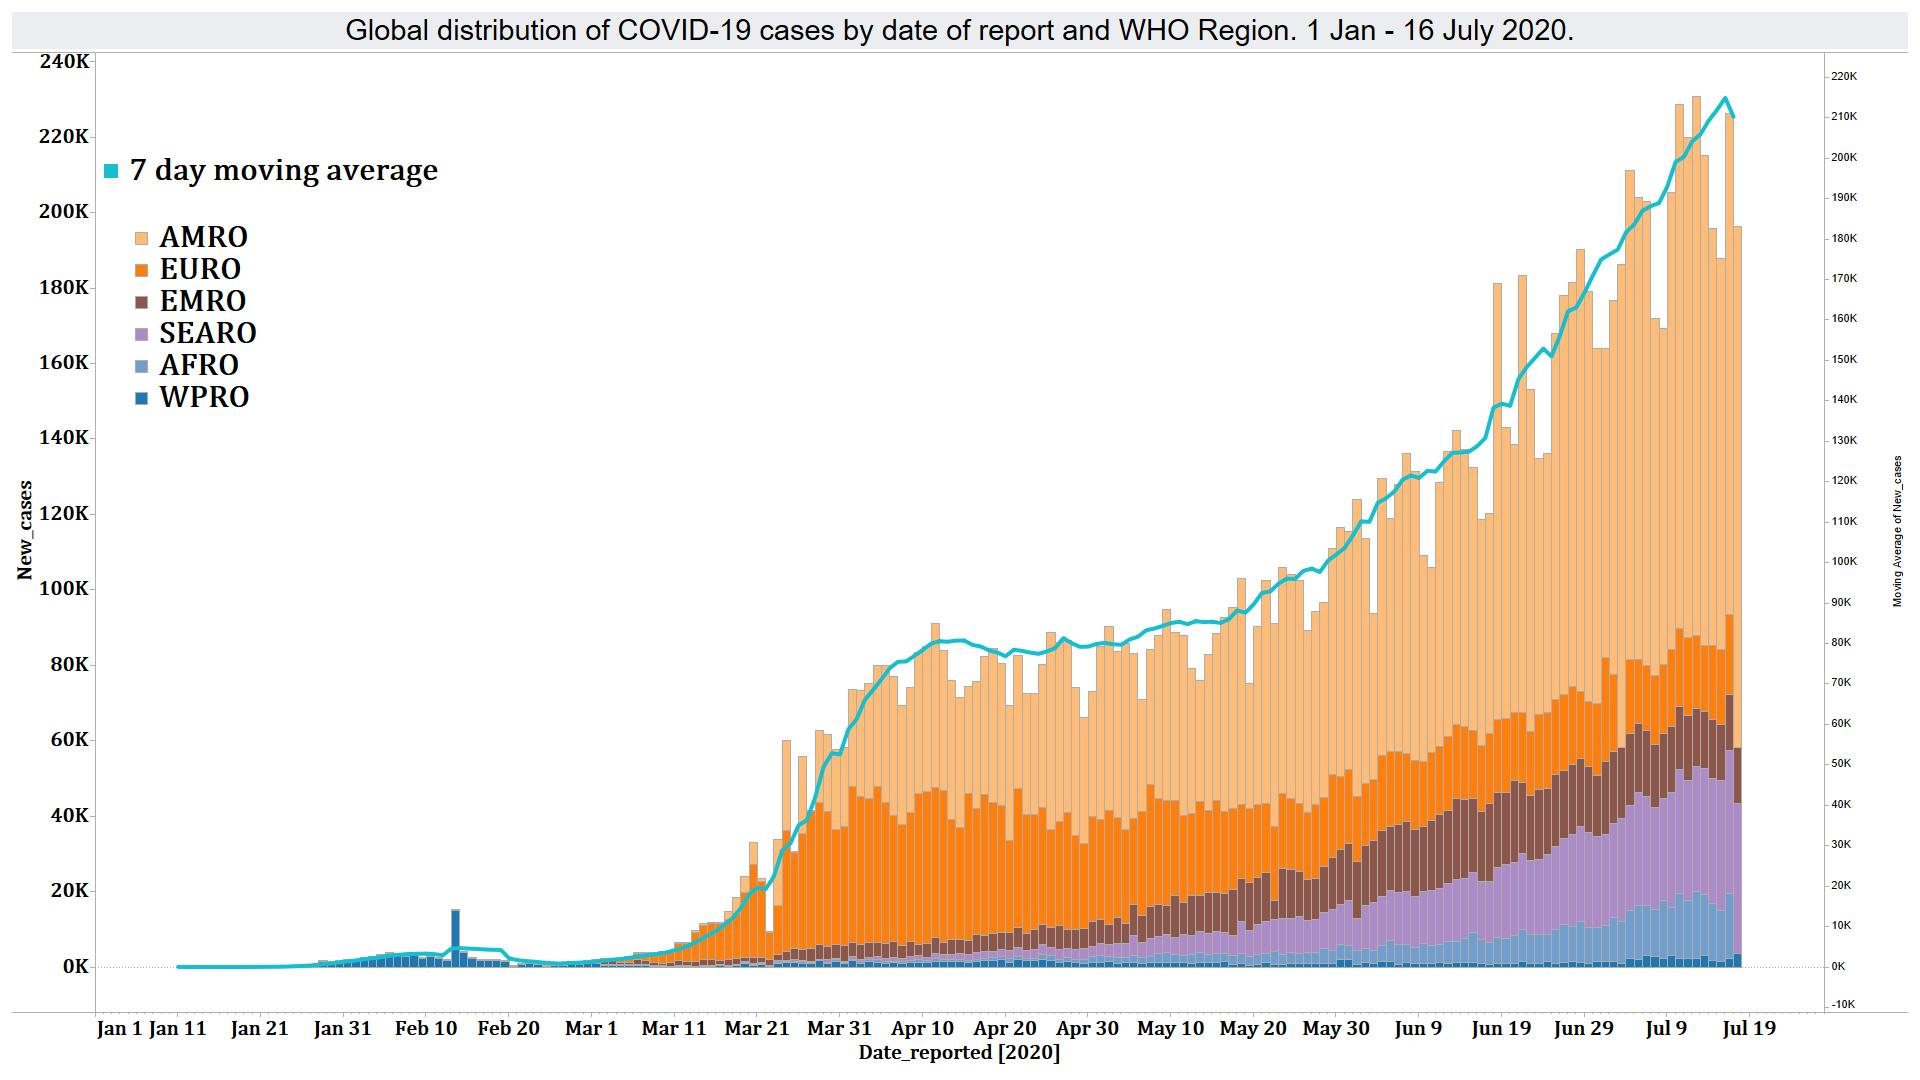 Global distribution of COVID-19 cases by date of report and WHO Region. 1 Jan - 16 July 2020.
240K
220K
200K
180K
160K
140K
120K
100K
80K
60K
40K
20K
0K
New_cases
7 day moving average
AMRO
EURO
EMRO
SEARO
AFRO
WPRO
220K
210K
200K
190K
180K
170K
160K
150K
140K
130K
120K
110K
100K
90K
80K
70K
60K
50K
40K
30K
20K
10K
0K
-10K
Moving Average of New_cases
Jan 1 Jan 11 Jan 21 Jan 31 Feb 10 Feb 20 Mar 1 Mar 11 Mar 21 Mar 31 Apr 10 Apr 20 Apr 30 May 10 May 20 May 30 Jun 9 Jun 19 Jun 29 Jul 9 Jul 19
Date_reported [2020]